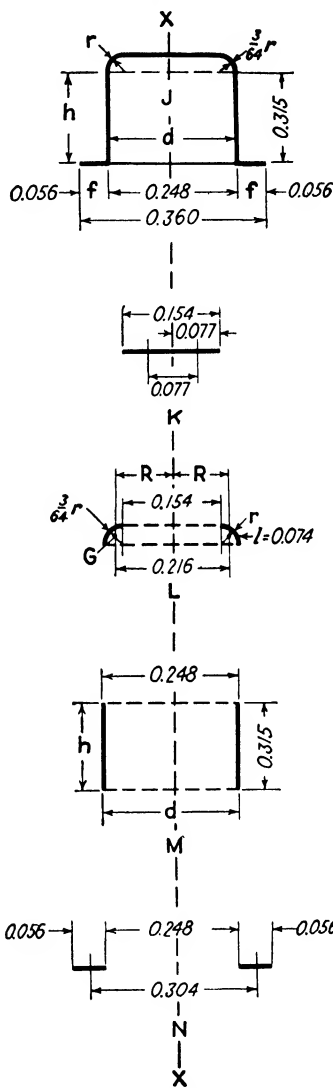 X
r 3/64 r
h J 0.315
d
0.056 f 0.248 f 0.056
0.360
0.154
0.077
0.077
K
R R
3/64 r 0.154 r
G l=0.074
0.216
L
0.248
h 0.315
d
M
0.056 0.248 0.056
0.304
N
X